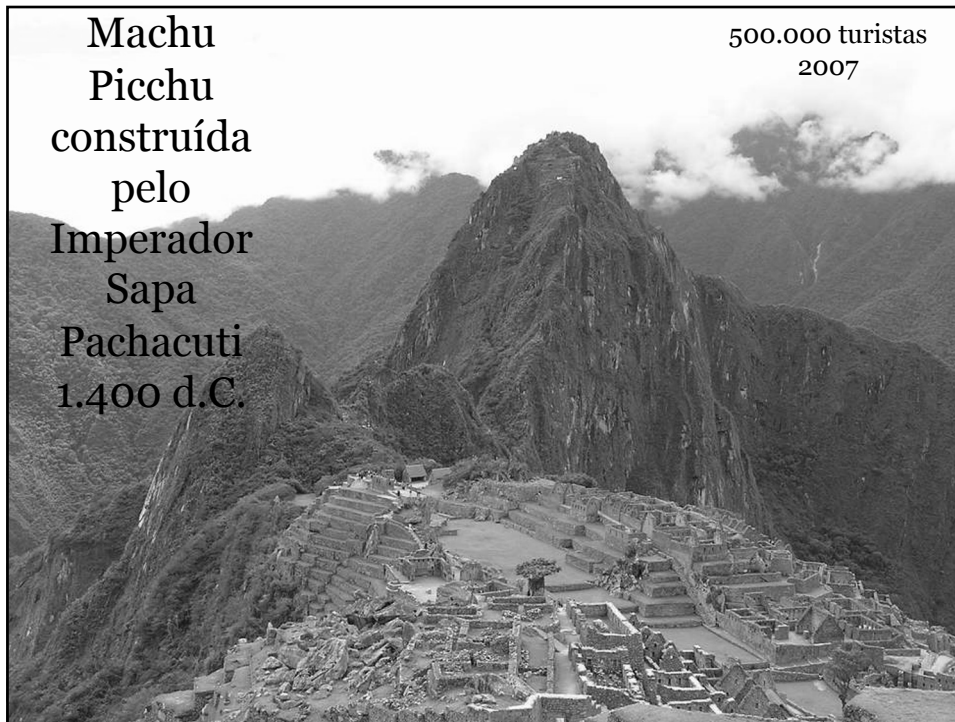 Machu
Picchu
construída
pelo
Imperador
Sapa
Pachacuti
1.400 d.C.
500.000 turistas
2007